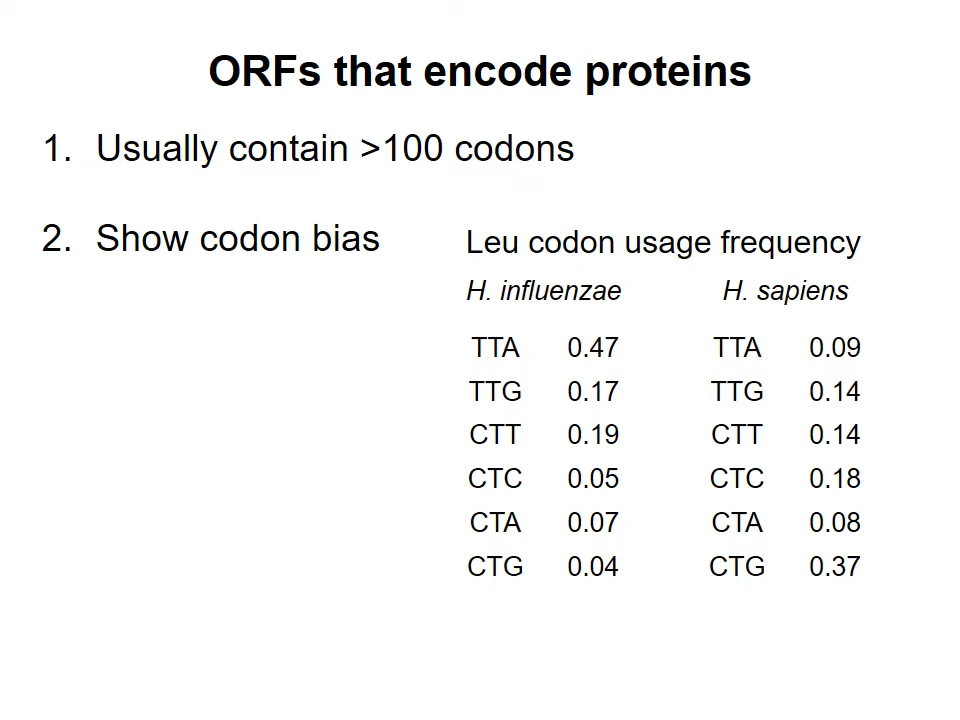 ORFs that encode proteins
1. Usually contain >100 codons
2. Show codon bias
Leu codon usage frequency
H. influenzae H. sapiens
TTA 0.47 TTA 0.09
TTG 0.17 TTG 0.14
CTT 0.19 CTT 0.14
CTC 0.05 CTC 0.18
CTA 0.07 CTA 0.08
CTG 0.04 CTG 0.37